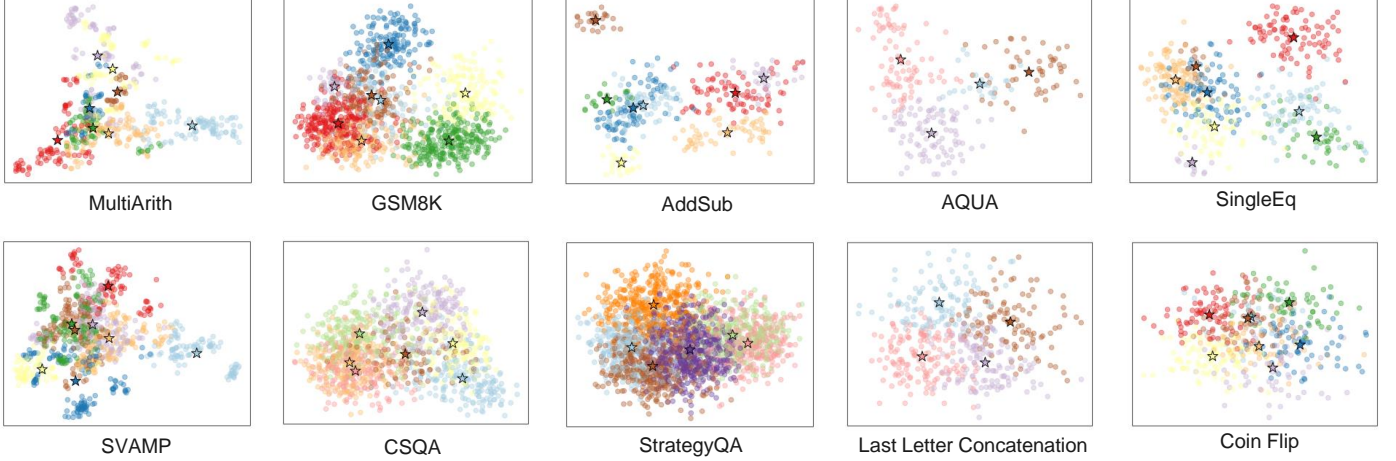 MultiArith
GSM8K
AddSub
AQUA
SingleEq
SVAMP
CSQA
StrategyQA
Last Letter Concatenation
Coin Flip